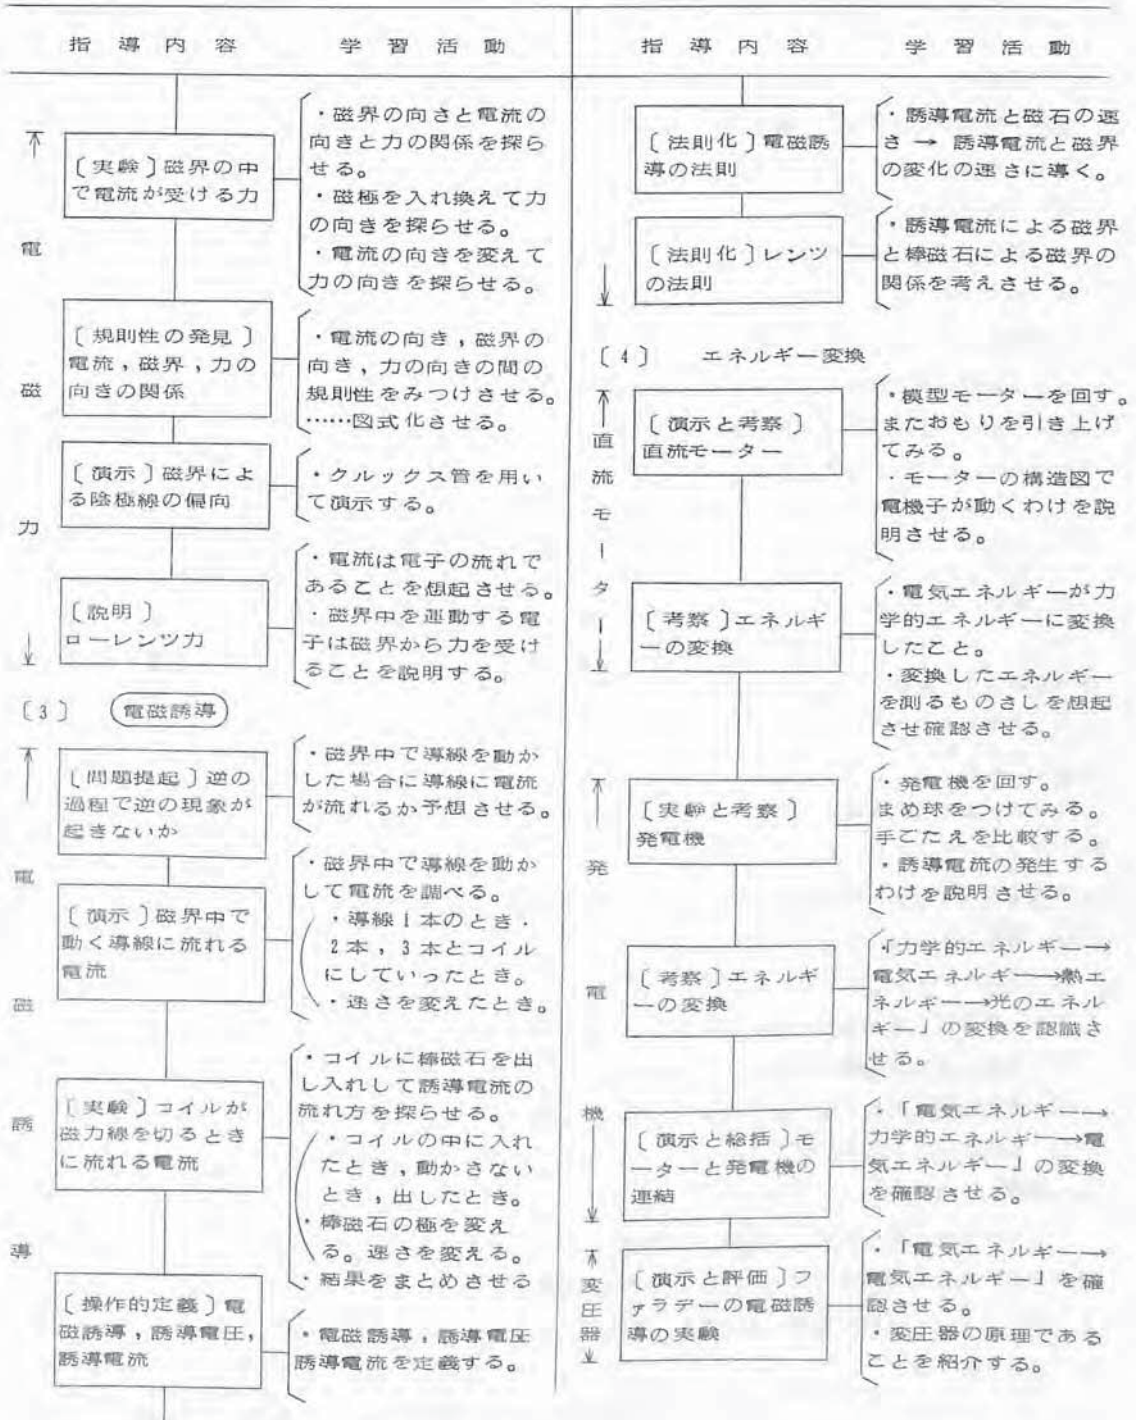 指導内容 学習活動
電磁力
〔実験〕磁界の中
で電流が受ける力
・磁界の向さと電流の
向きと力の関係を探ら
せる。
・磁極を入れ換えて力
の向きを探らせる。
・電流の向きを変えて
力の向きを探らせる。
〔規則性の発見〕
電流,磁界,力の
向きの関係
・電流の向き,磁界の
向き,力の向きの間の
規則性をみつけさせる。
……図式化させる。
〔演示〕磁界によ
る陰極線の偏向
・クルックス管を用い
て演示する。
〔説明〕
ローレンツ力
・電流は電子の流れで
あることを想起させる。
・磁界中を運動する電
子は磁界から力を受け
ることを説明する。
〔3〕 電磁誘導
電磁誘導
〔問題提起〕逆の
過程で逆の現象が
起きないか
・磁界中で導線を動か
した場合に導線に電流
が流れるか予想させる。
〔演示〕磁界中で
動く導線に流れる
電流
・磁界中で導線を動か
して電流を調べる。
・導線1本のとき・
2本,3本とコイル
にしていったとき。
・速さを変えたとき。
〔実験〕コイルが
磁力線を切るとき
に流れる電流
・コイルに棒磁石を出
し入れして誘導電流の
流れ方を探らせる。
・コイルの中に入れ
たとき,動かさない
とき,出したとき。
・棒磁石の極を変え
る。速さを変える。
・結果をまとめさせる
〔操作的定義〕電
磁誘導,誘導電圧,
誘導電流
・電磁誘導,誘導電圧
誘導電流を定義する。
指導内容 学習活動
〔法則化〕電磁誘
導の法則
・誘導電流と磁石の速
さ → 誘導電流と磁界
の変化の速さに導く。
〔法則化〕レンツ
の法則
・誘導電流による磁界
と棒磁石による磁界の
関係を考えさせる。
〔4〕 エネルギー変換
直流モーター
〔演示と考察〕
直流モーター
・模型モーターを回す。
またおもりを引き上げ
てみる。
・モーターの構造図で
電機子が動くわけを説
明させる。
〔考察〕エネルギ
ーの変換
・電気エネルギーが力
学的エネルギーに変換
したこと。
・変換したエネルギー
を測るものさしを想起
させ確認させる。
発電機
〔実験と考察〕
発電機
・発電機を回す。
まめ球をつけてみる。
手ごたえを比較する。
・誘導電流の発生する
わけを説明させる。
〔考察〕エネルギ
ーの変換
・「力学的エネルギー→
電気エネルギー→熱エ
ネルギー→光のエネル
ギー」の変換を認識さ
せる。
〔演示と総括〕モ
ーターと発電機の
連結
・「電気エネルギー→
力学的エネルギー→電
気エネルギー」の変換
を確認させる。
変圧器
〔演示と評価〕フ
ァラデーの電磁誘
導の実験
・「電気エネルギー→
電気エネルギー」を確
認させる。
・変圧器の原理である
ことを紹介する。